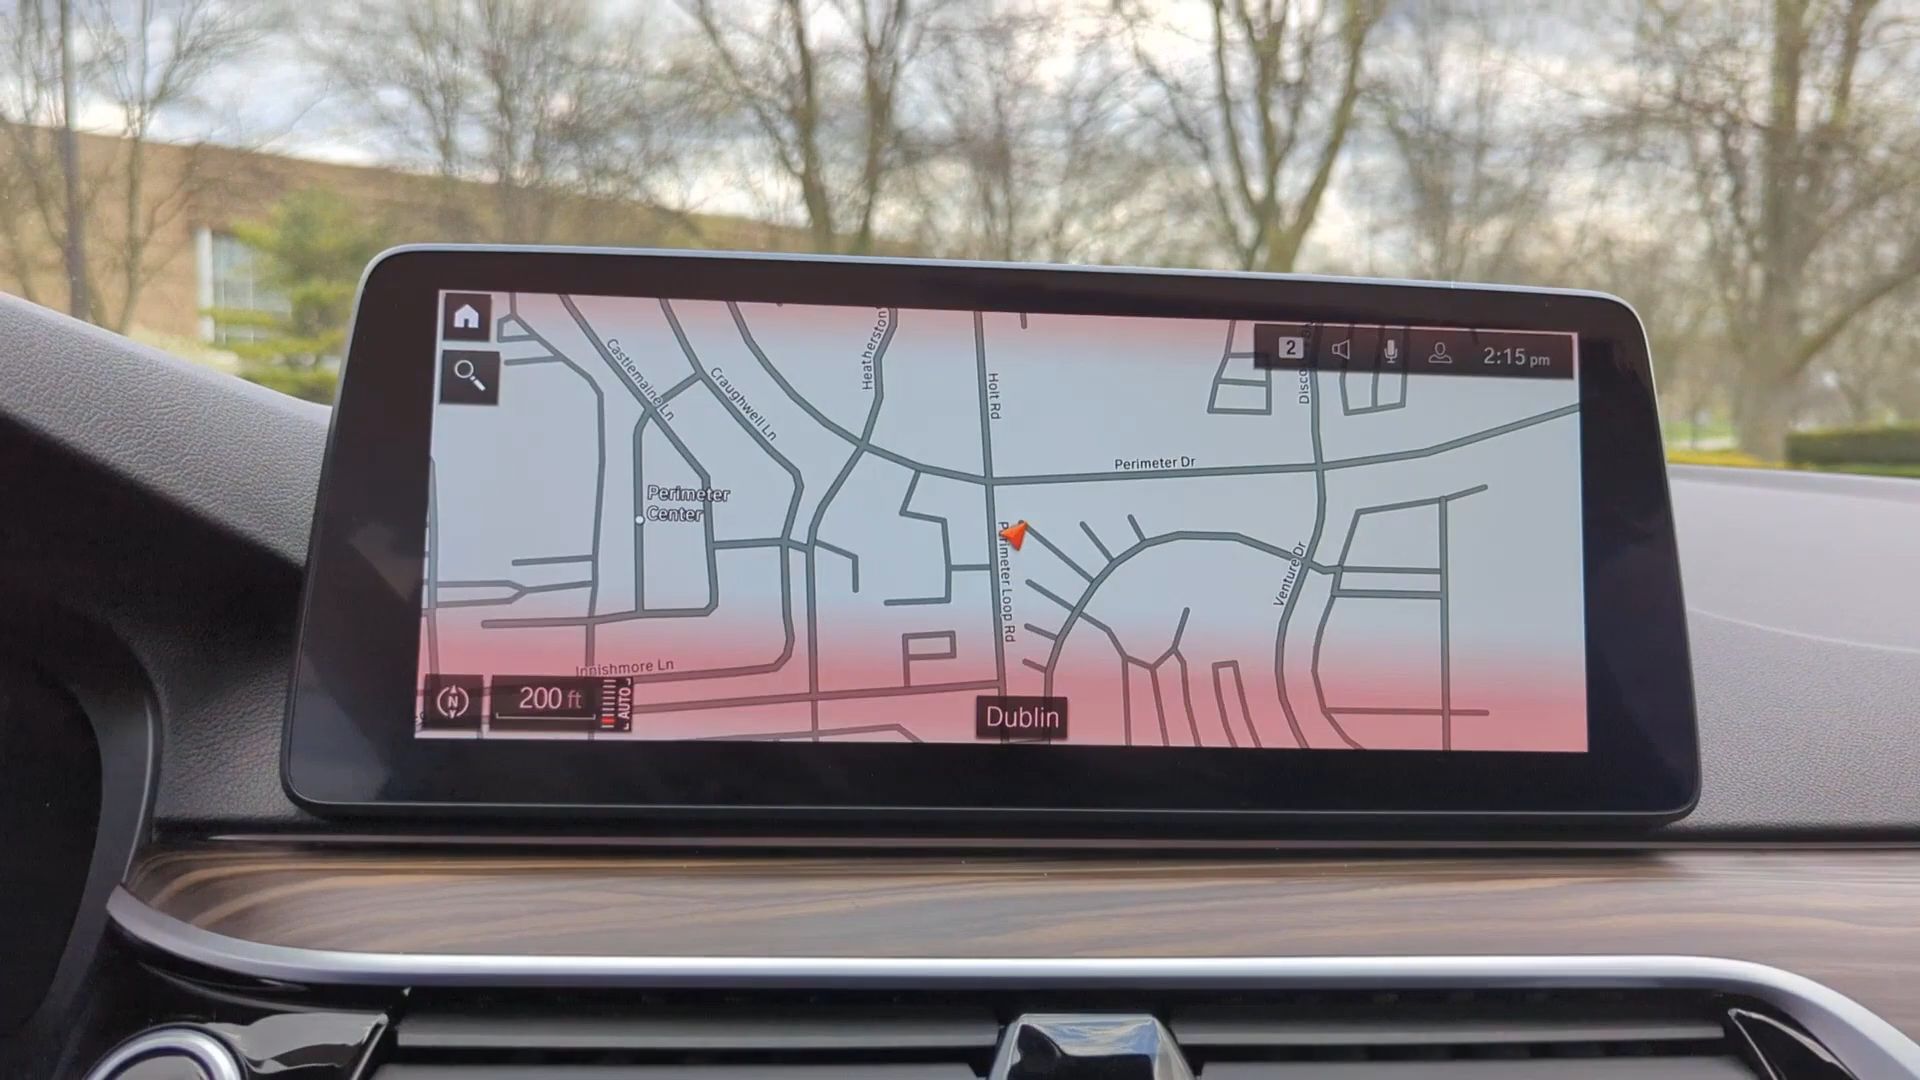 Castlemaine Ln
Craughwell Ln
Heatherston
Holt Rd
2
2:15 pm
Perimeter Dr
Perimeter
Center
Perimeter Loop Rd
Venture Dr
Innishmore Ln
N
200 ft
AUTO
Dublin